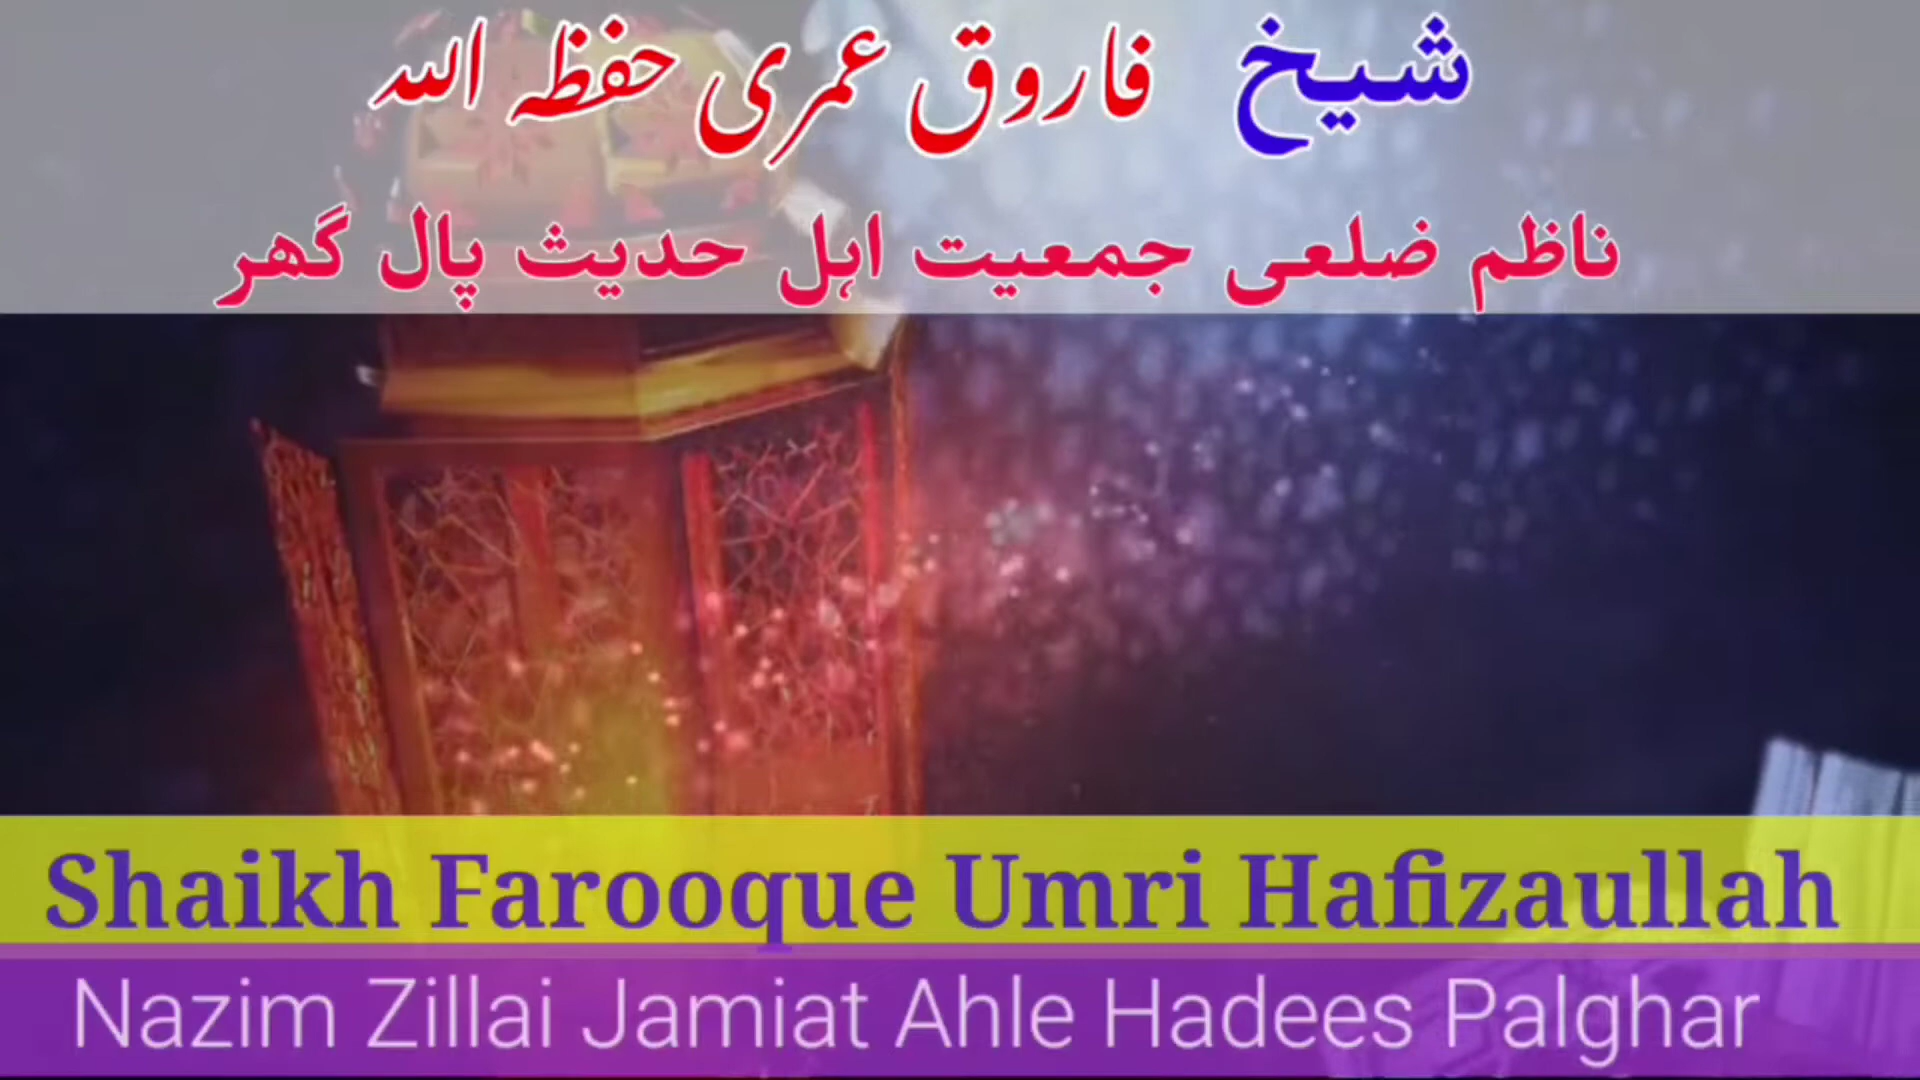 شیخ فاروق عمری حفظہ اللہ
ناظم ضلعی جمعیت اہل حدیث پال گھر
Shaikh Farooque Umri Hafizaullah
Nazim Zillai Jamiat Ahle Hadees Palghar